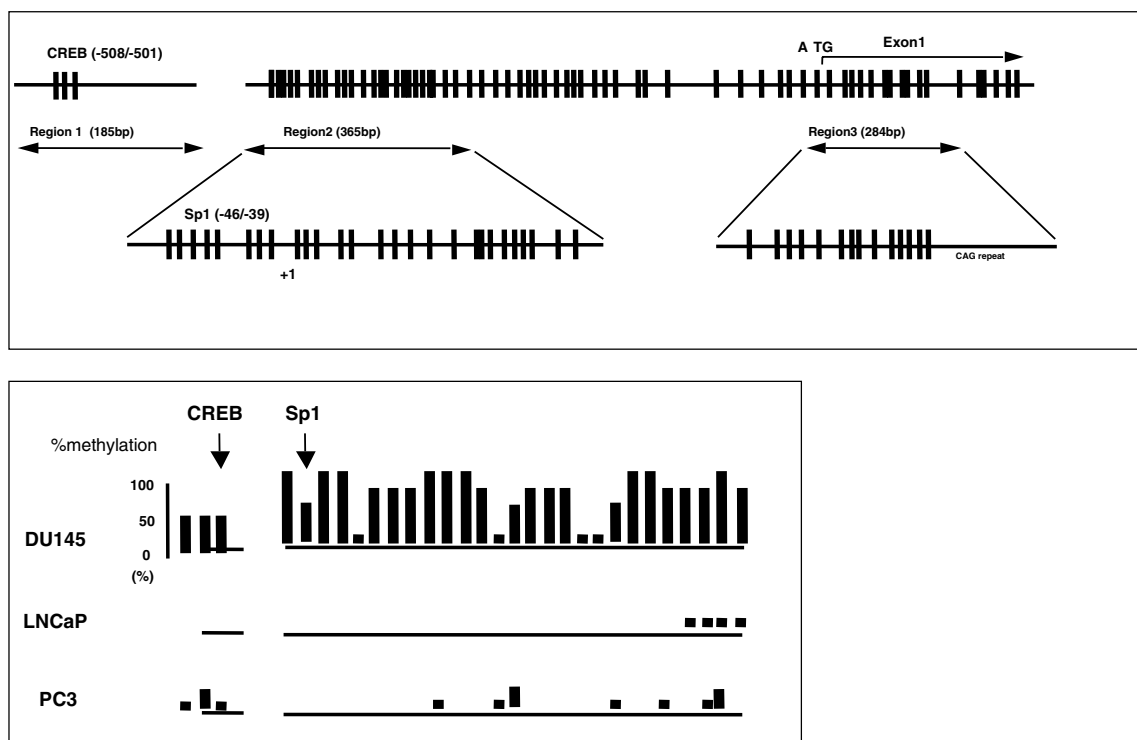 CREB (-508/-501)
A TG
Exon1
Region 1 (185bp)
Region2 (365bp)
Region3 (284bp)
Sp1 (-46/-39)
+1
CAG repeat
CREB
Sp1
%methylation
100
50
DU145
0
(%)
LNCaP
PC3